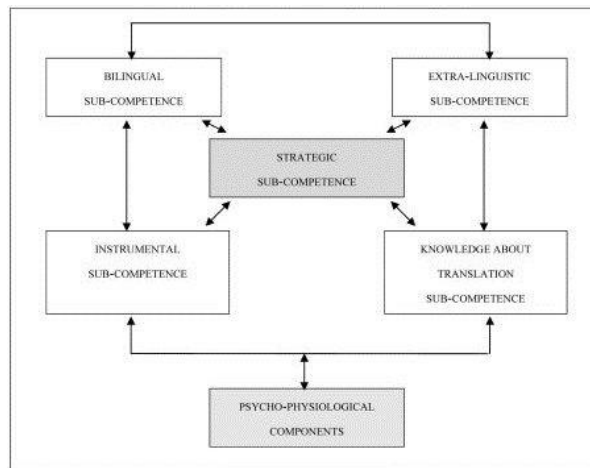 BILINGUAL
SUB-COMPETENCE
EXTRA-LINGUISTIC
SUB-COMPETENCE
STRATEGIC
SUB-COMPETENCE
INSTRUMENTAL
SUB-COMPETENCE
KNOWLEDGE ABOUT
TRANSLATION
SUB-COMPETENCE
PSYCHO-PHYSIOLOGICAL
COMPONENTS